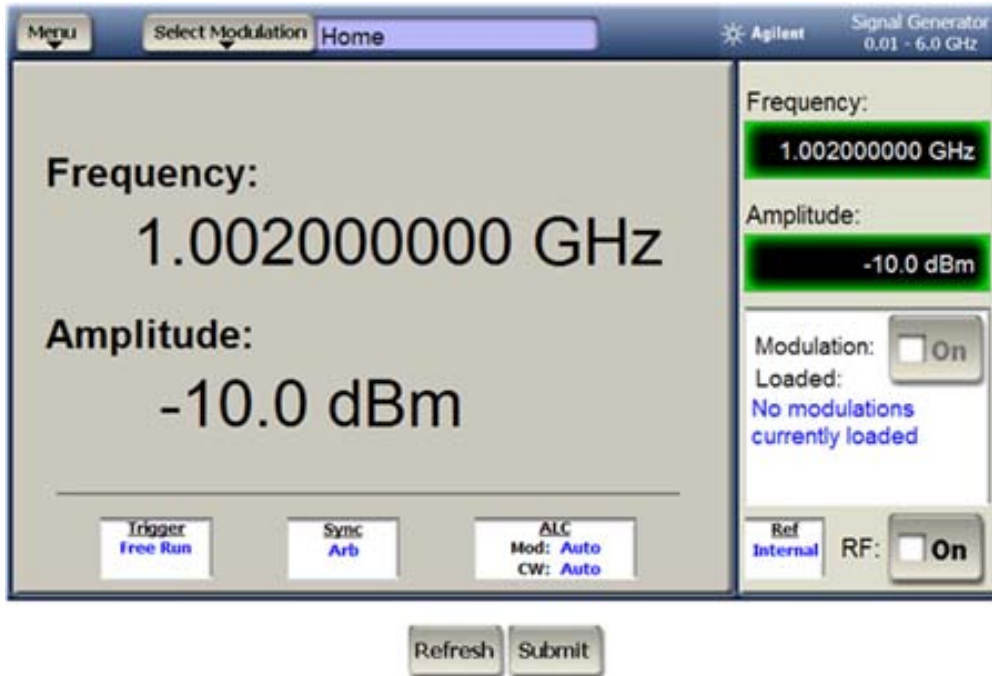 Menu
Select Modulation
Home
Agilent
Signal Generator
0.01 - 6.0 GHz
Frequency:
1.002000000 GHz
Amplitude:
-10.0 dBm
Trigger
Free Run
Sync
Arb
ALC
Mod: Auto
CW: Auto
Frequency:
1.002000000 GHz
Amplitude:
-10.0 dBm
Modulation:
On
Loaded:
No modulations
currently loaded
Ref
Internal
RF:
On
Refresh
Submit